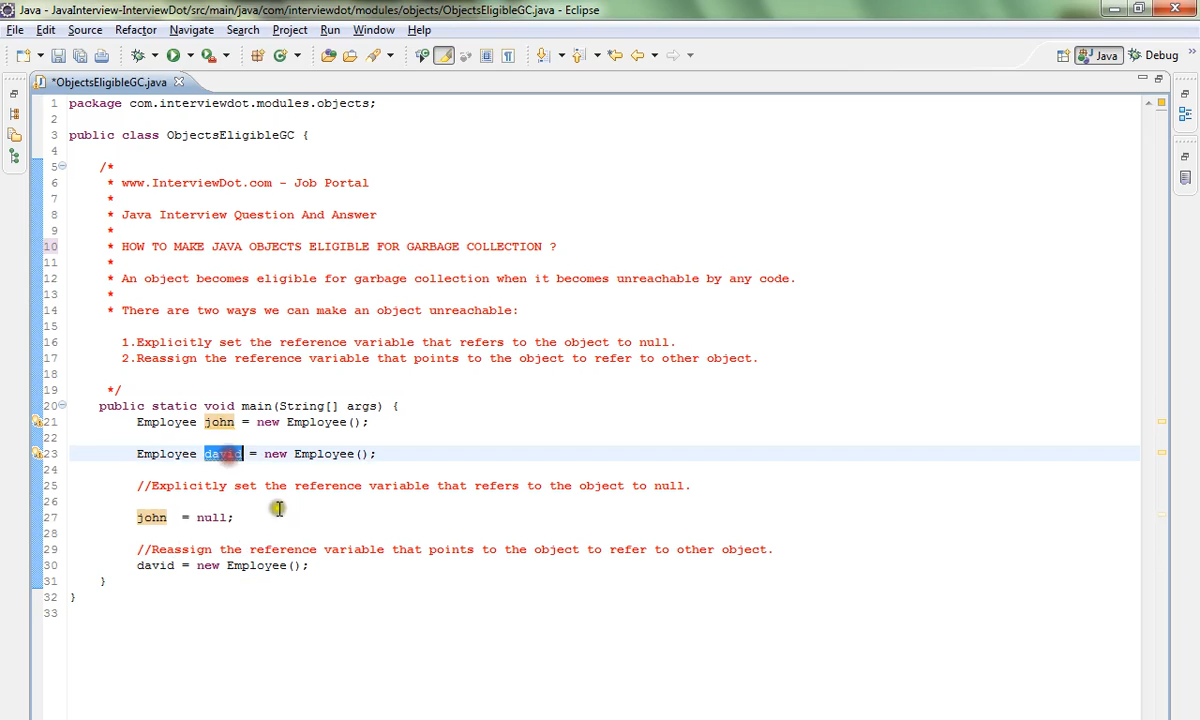 Java - JavaInterview-InterviewDot/src/main/java/com/interviewdot/modules/objects/ObjectsEligibleGC.java - Eclipse
File Edit Source Refactor Navigate Search Project Run Window Help
Java Debug
*ObjectsEligibleGC.java
1 package com.interviewdot.modules.objects;
2
3 public class ObjectsEligibleGC {
4
5 /*
6 * www.InterviewDot.com - Job Portal
7 *
8 * Java Interview Question And Answer
9 *
10 * HOW TO MAKE JAVA OBJECTS ELIGIBLE FOR GARBAGE COLLECTION ?
11 *
12 * An object becomes eligible for garbage collection when it becomes unreachable by any code.
13 *
14 * There are two ways we can make an object unreachable:
15 *
16 1.Explicitly set the reference variable that refers to the object to null.
17 2.Reassign the reference variable that points to the object to refer to other object.
18
19 */
20 public static void main(String[] args) {
21 Employee john = new Employee();
22
23 Employee david = new Employee();
24
25 //Explicitly set the reference variable that refers to the object to null.
26
27 john = null;
28
29 //Reassign the reference variable that points to the object to refer to other object.
30 david = new Employee();
31 }
32 }
33